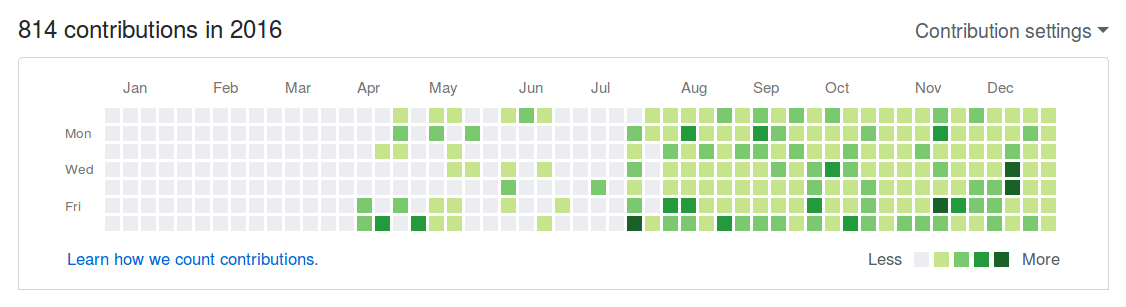 814 contributions in 2016
Contribution settings
Jan Feb Mar Apr May Jun Jul Aug Sep Oct Nov Dec
Mon
Wed
Fri
Learn how we count contributions.
Less More